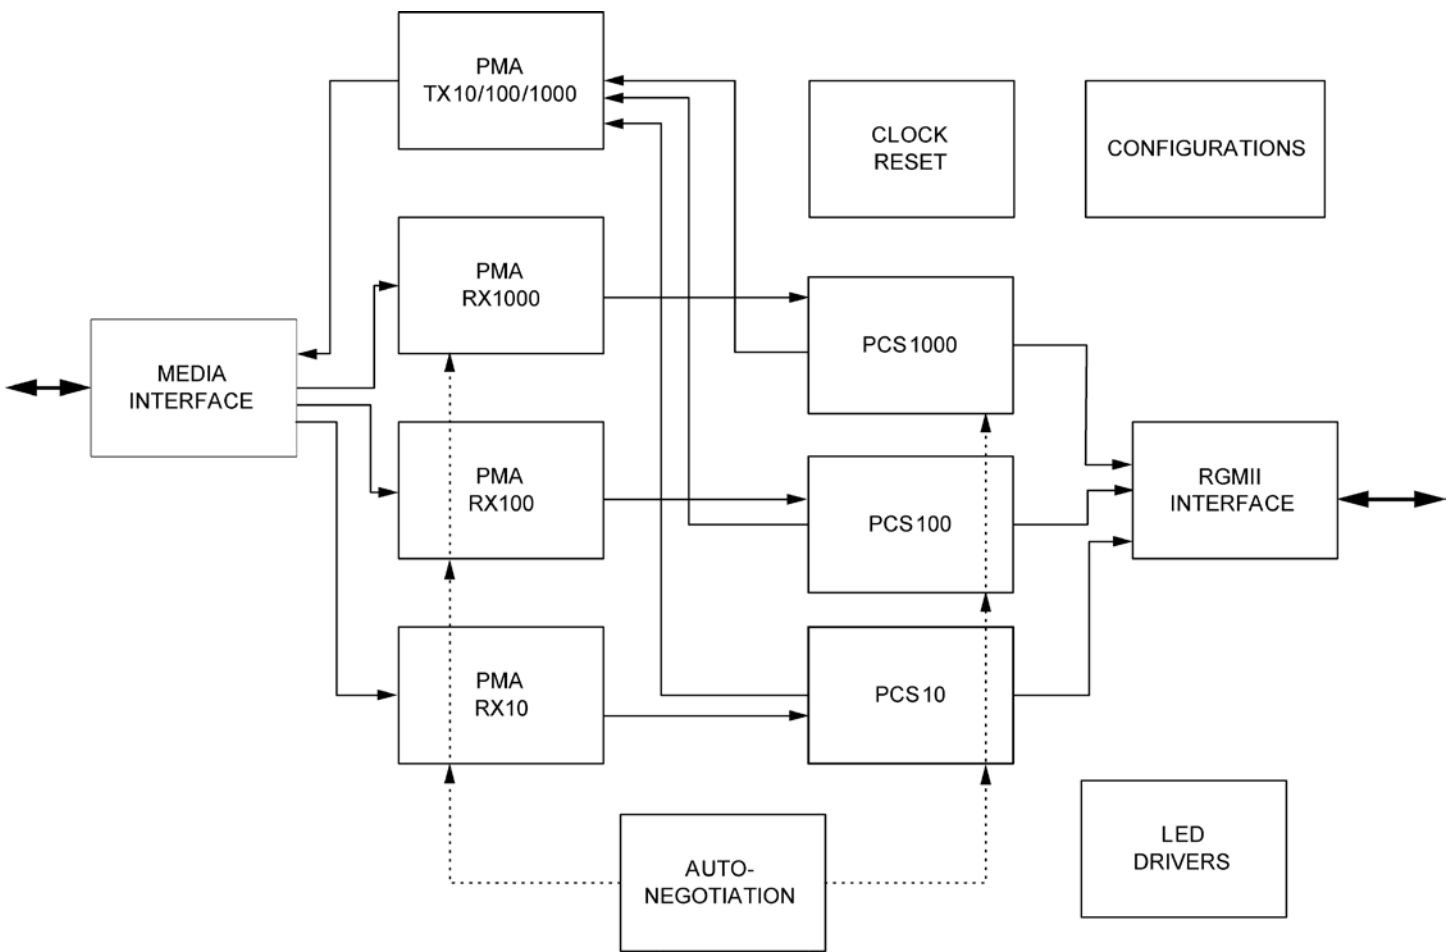 PMA
TX10/100/1000
CLOCK
RESET
CONFIGURATIONS
PMA
RX1000
PCS1000
MEDIA
INTERFACE
PMA
RX100
PCS100
RGMII
INTERFACE
PMA
RX10
PCS10
AUTO-
NEGOTIATION
LED
DRIVERS